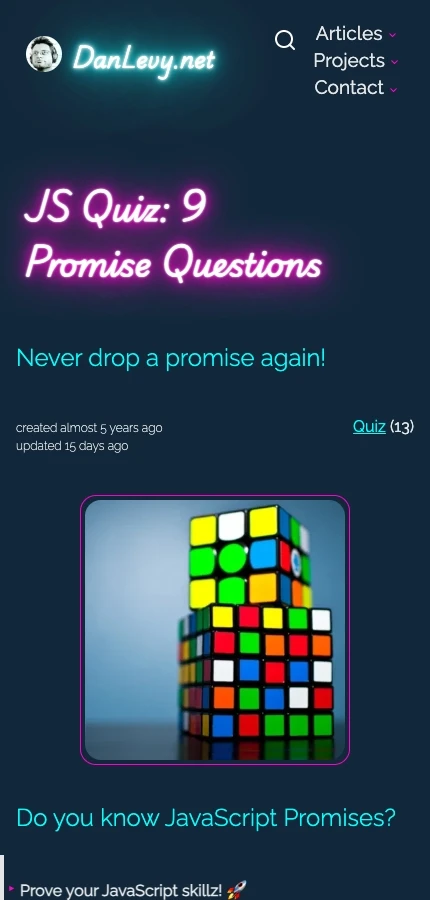 DanLevy.net
Articles
Projects
Contact
JS Quiz: 9
Promise Questions
Never drop a promise again!
created almost 5 years ago
updated 15 days ago
Quiz (13)
Do you know JavaScript Promises?
Prove your JavaScript skillz! 🚀